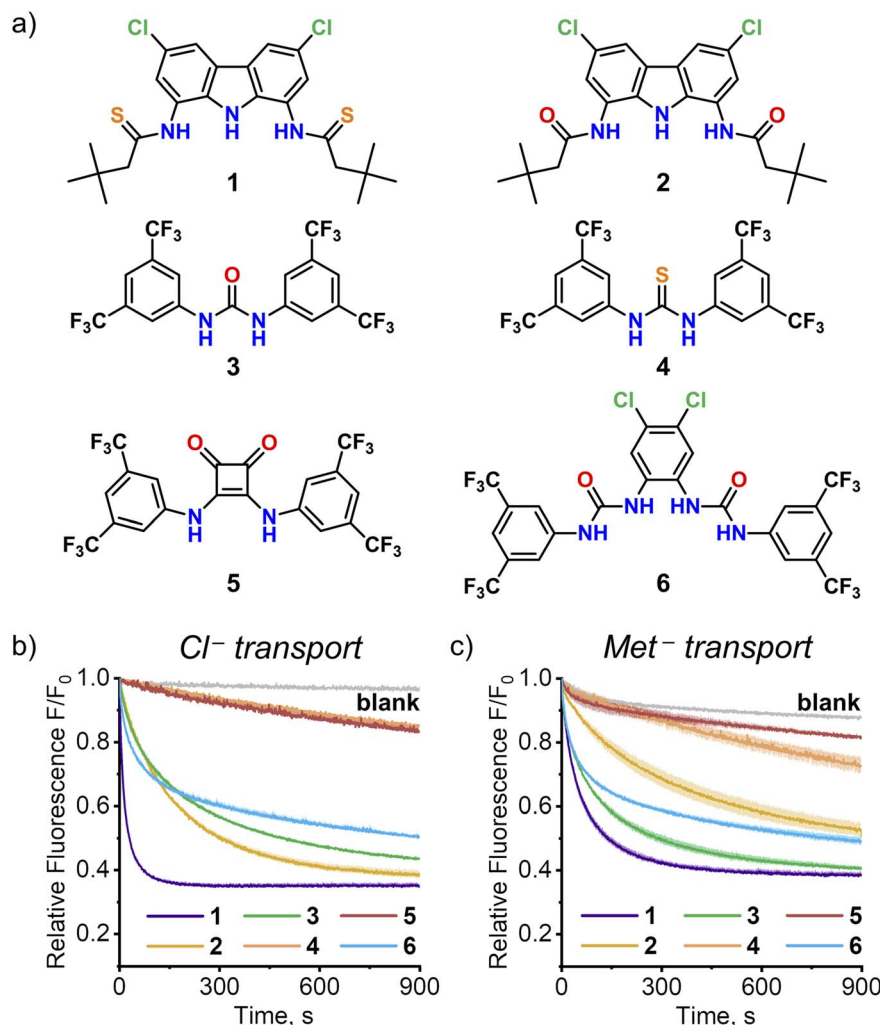 a)
Cl Cl
S NH N H HN S
1
Cl Cl
O NH N H HN O
2
CF3 CF3
F3C O CF3
N H N H
3
CF3 CF3
F3C S CF3
N H N H
4
CF3 O O CF3
F3C N H N H CF3
5
Cl Cl
F3C O NH HN O CF3
NH HN
CF3 CF3
6
b) Cl– transport
Relative Fluorescence F/F0
1.0
0.8
0.6
0.4
0.2
blank
1 3 5
2 4 6
0 300 600 900
Time, s
c) Met– transport
Relative Fluorescence F/F0
1.0
0.8
0.6
0.4
0.2
blank
1 3 5
2 4 6
0 300 600 900
Time, s